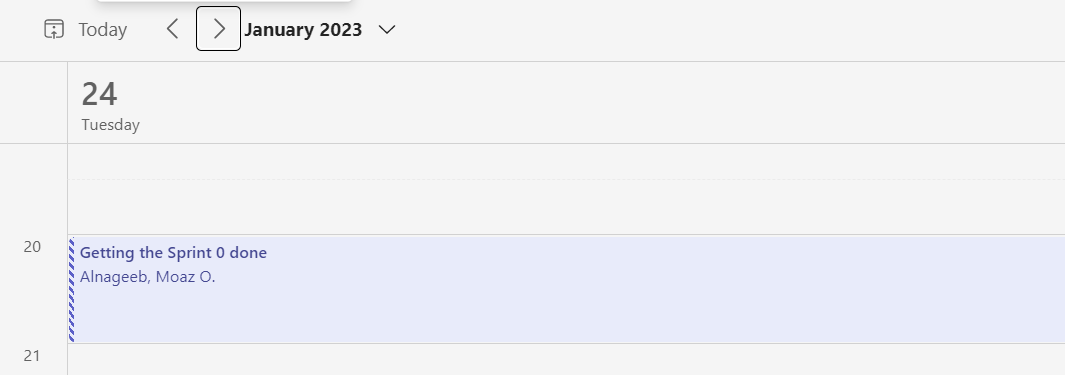 Today
January 2023
24
Tuesday
20
Getting the Sprint 0 done
Alnageeb, Moaz O.
21